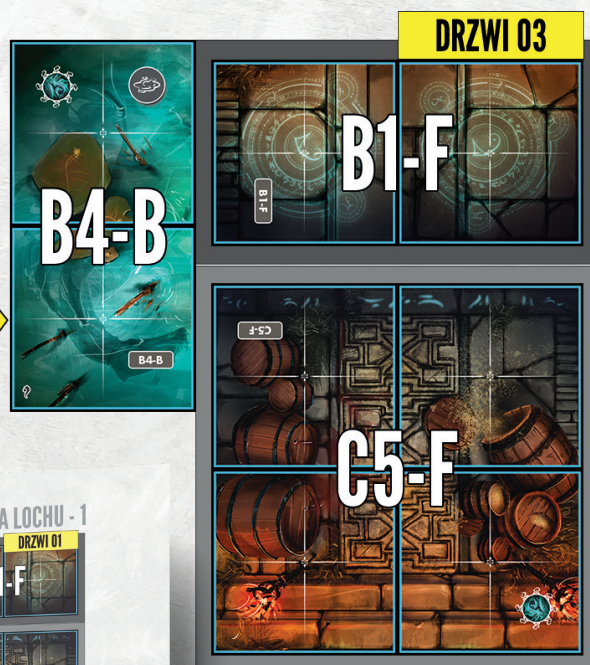 DRZWI 03
B1-F
B1-F
B4-B
B4-B
C5-F
C5-F
A LOCHU - 1
DRZWI 01
-F